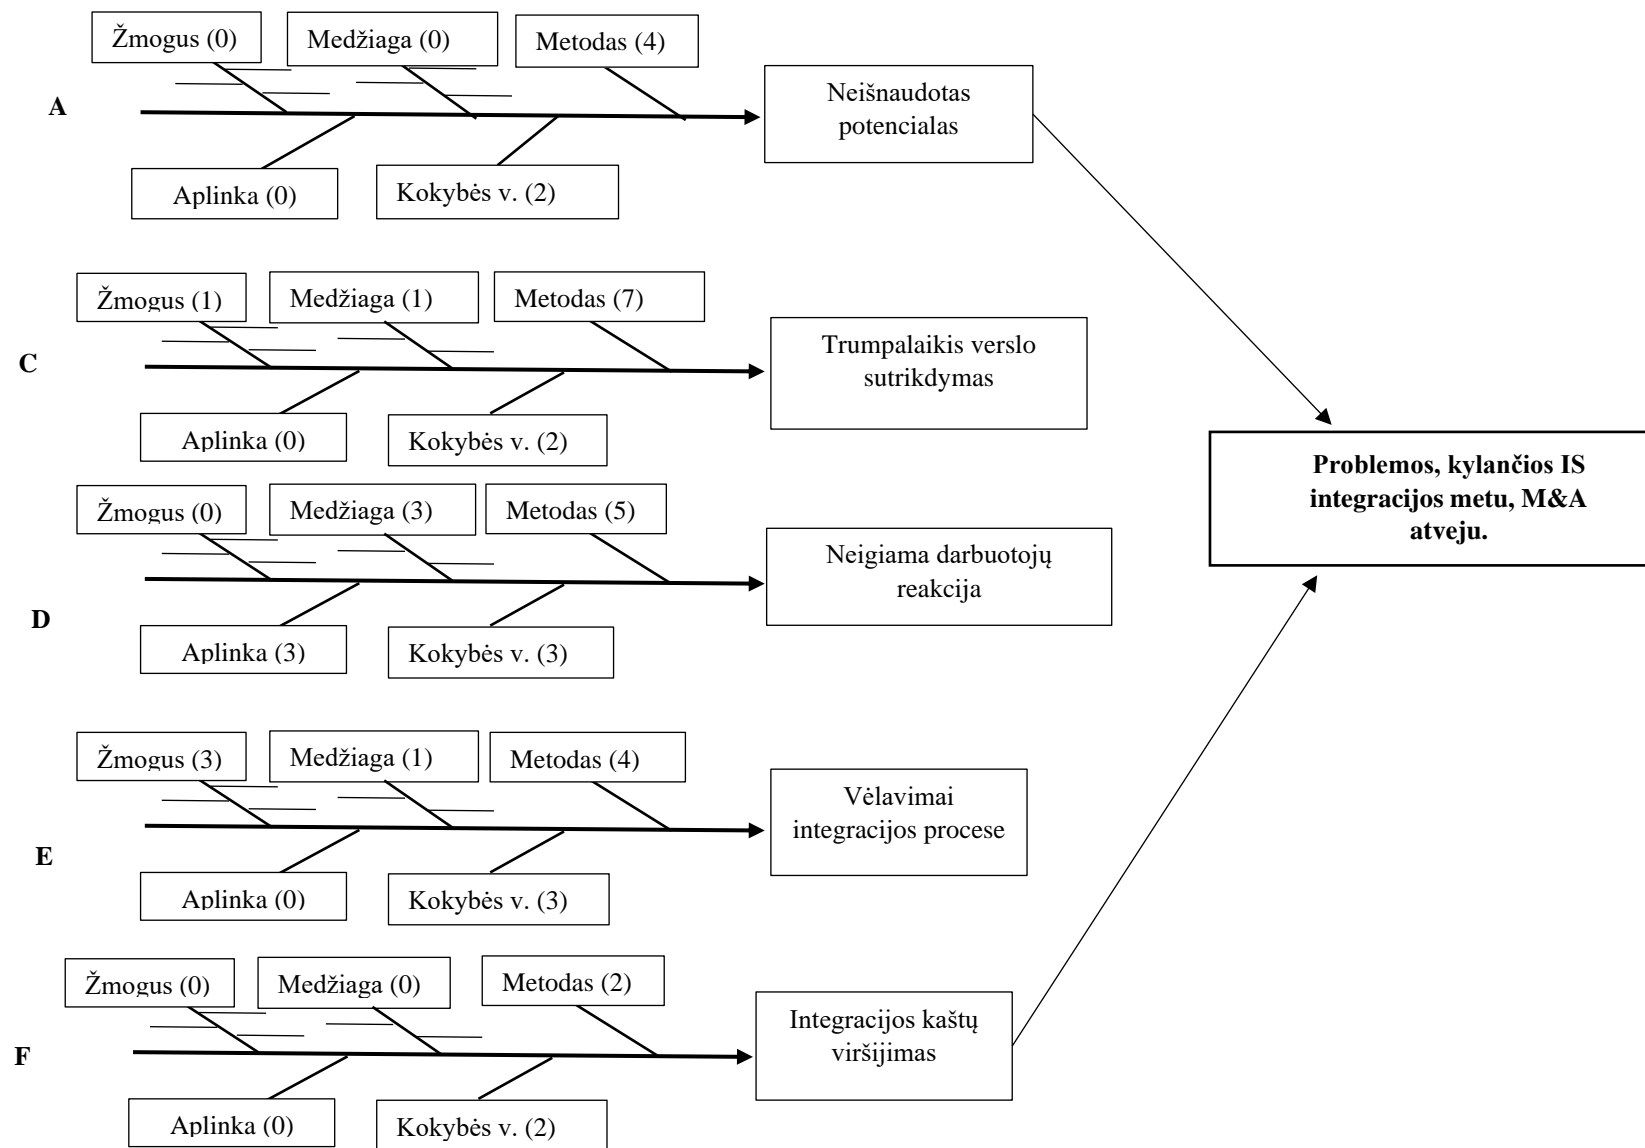 Žmogus (0)
Medžiaga (0)
Metodas (4)
A
Neišnaudotas
potencialas
Aplinka (0)
Kokybės v. (2)
Žmogus (1)
Medžiaga (1)
Metodas (7)
C
Trumpalaikis verslo
sutrikdymas
Aplinka (0)
Kokybės v. (2)
Problemos, kylančios IS
integracijos metu, M&A
atveju.
Žmogus (0)
Medžiaga (3)
Metodas (5)
D
Neigiama darbuotojų
reakcija
Aplinka (3)
Kokybės v. (3)
Žmogus (3)
Medžiaga (1)
Metodas (4)
E
Vėlavimai
integracijos procese
Aplinka (0)
Kokybės v. (3)
Žmogus (0)
Medžiaga (0)
Metodas (2)
F
Integracijos kaštų
viršijimas
Aplinka (0)
Kokybės v. (2)